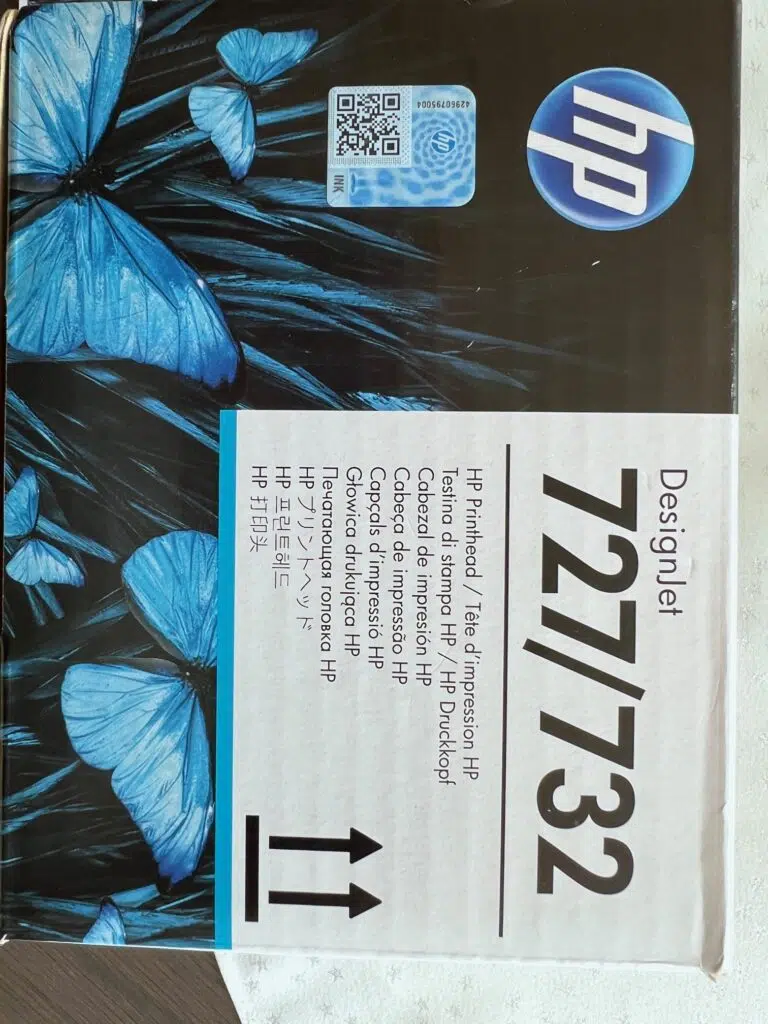 hp
42960795004
hp
INK
DesignJet
727/732
HP Printhead / Tête d'impression HP
Testina di stampa HP / HP Druckkopf
Cabezal de impresión HP
Cabeça de impressão HP
Capçals d'impressió HP
Głowica drukująca HP
Печатающая головка HP
HP プリントヘッド
HP 프린트헤드
HP 打印头